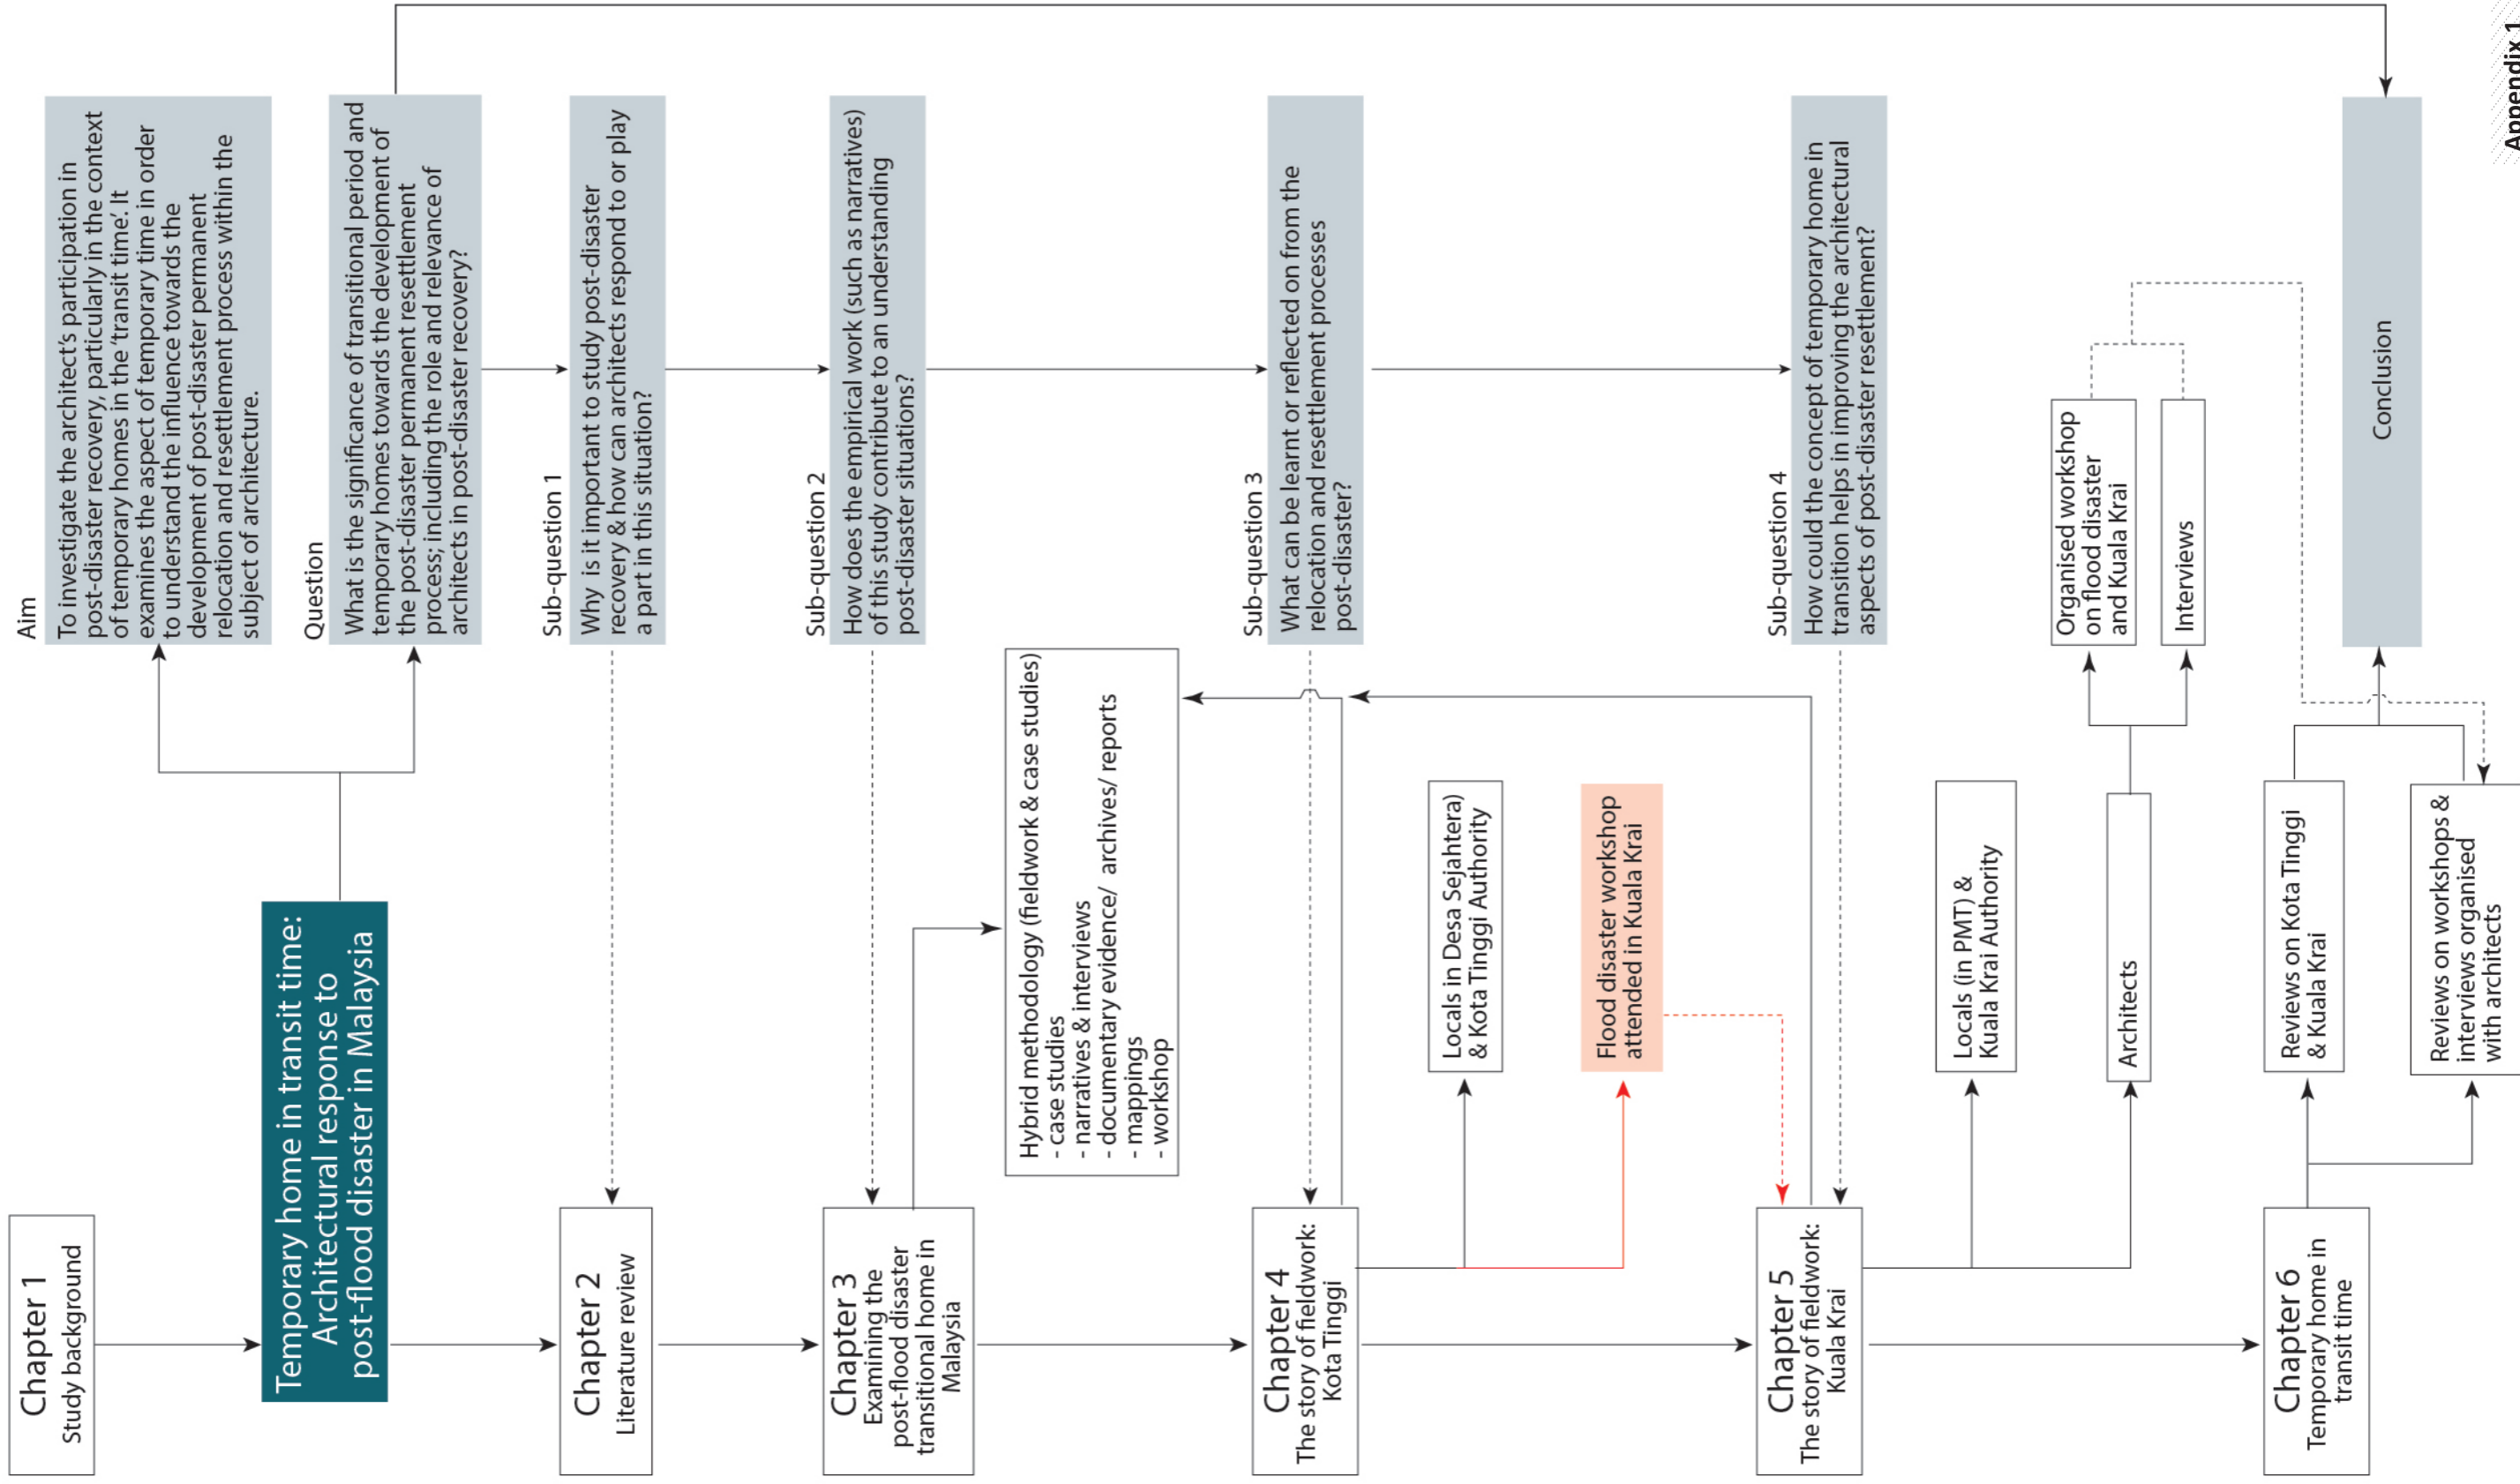 Chapter 1
Study background
Temporary home in transit time:
Architectural response to
post-flood disaster in Malaysia
Aim
To investigate the architect's participation in
post-disaster recovery, particularly in the context
of temporary homes in the 'transit time'. It
examines the aspect of temporary time in order
to understand the influence towards the
development of post-disaster permanent
relocation and resettlement process within the
subject of architecture.
Question
What is the significance of transitional period and
temporary homes towards the development of
the post-disaster permanent resettlement
process; including the role and relevance of
architects in post-disaster recovery?
Chapter 2
Literature review
Sub-question 1
Why is it important to study post-disaster
recovery & how can architects respond to or play
a part in this situation?
Chapter 3
Examining the
post-flood disaster
transitional home in
Malaysia
Sub-question 2
How does the empirical work (such as narratives)
of this study contribute to an understanding
post-disaster situations?
Hybrid methodology (fieldwork & case studies)
- case studies
- narratives & interviews
- documentary evidence/ archives/ reports
- mappings
- workshop
Chapter 4
The story of fieldwork:
Kota Tinggi
Sub-question 3
What can be learnt or reflected on from the
relocation and resettlement processes
post-disaster?
Locals in Desa Sejahtera)
& Kota Tinggi Authority
Flood disaster workshop
attended in Kuala Krai
Chapter 5
The story of fieldwork:
Kuala Krai
Sub-question 4
How could the concept of temporary home in
transition helps in improving the architectural
aspects of post-disaster resettlement?
Locals (in PMT) &
Kuala Krai Authority
Architects
Organised workshop
on flood disaster
and Kuala Krai
Interviews
Chapter 6
Temporary home in
transit time
Reviews on Kota Tinggi
& Kuala Krai
Reviews on workshops &
interviews organised
with architects
Conclusion
Appendix 1